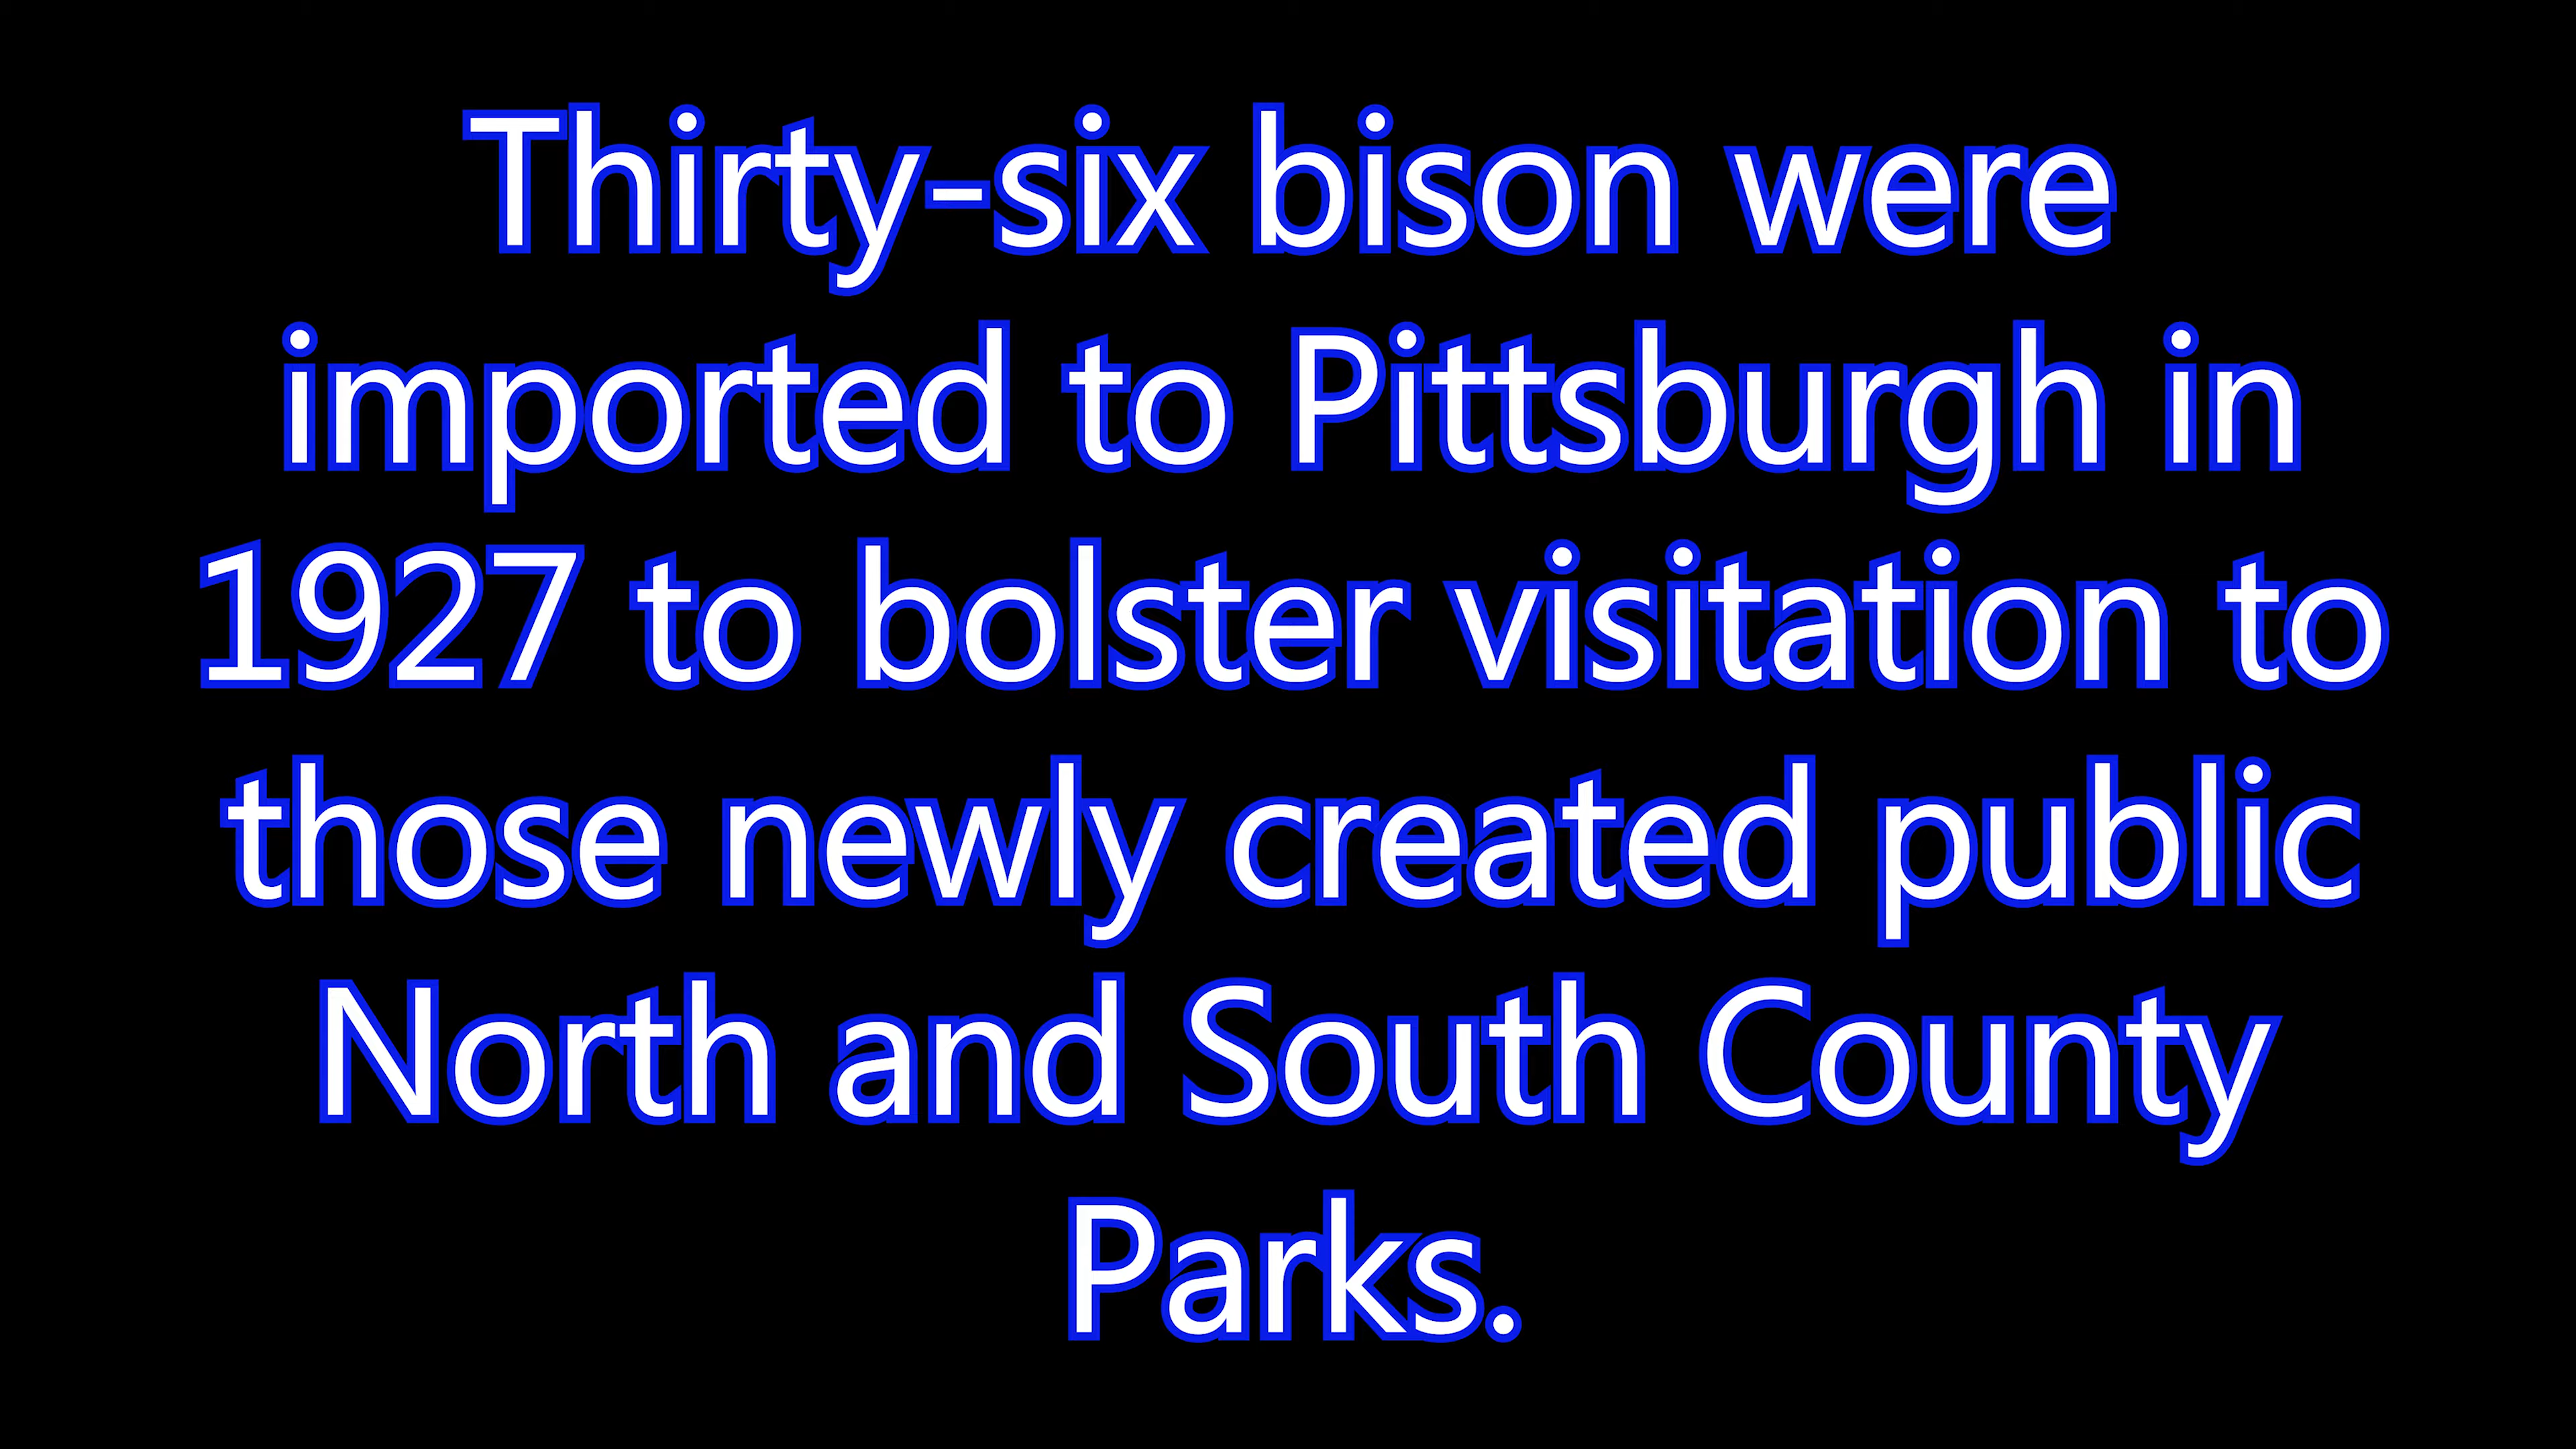 Thirty-six bison were
imported to Pittsburgh in
1927 to bolster visitation to
those newly created public
North and South County
Parks.